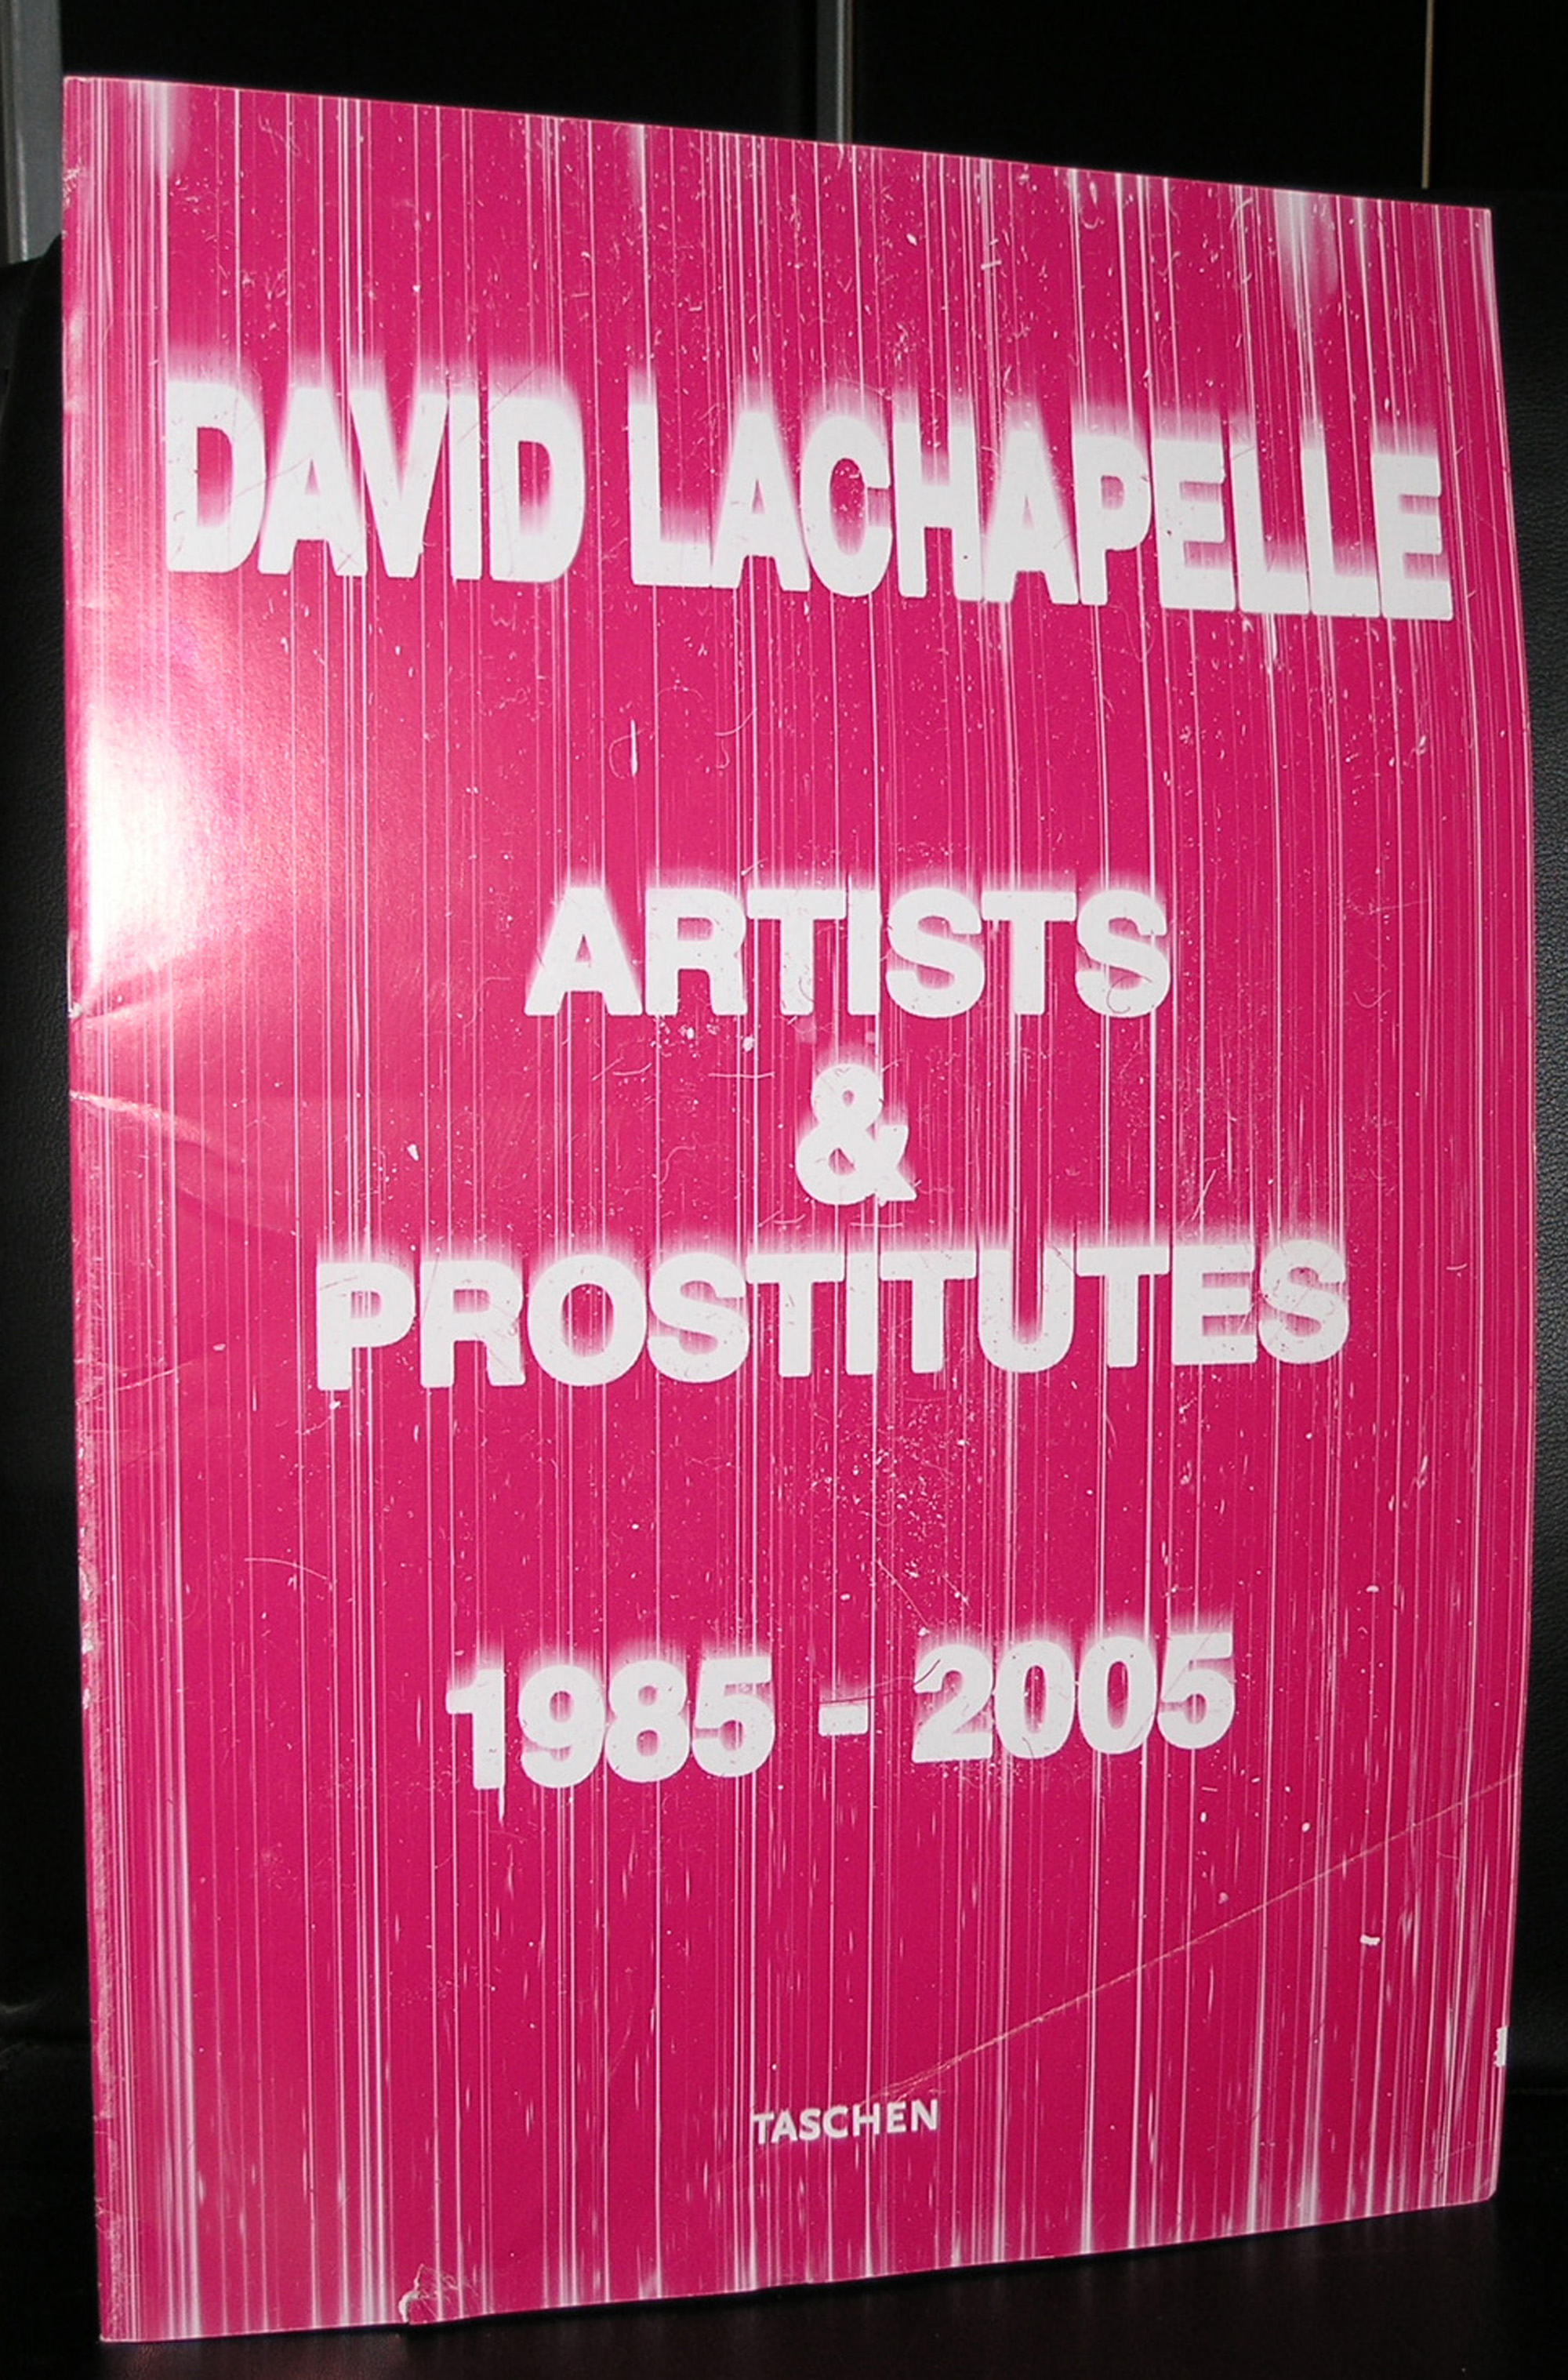 DAVID LACHAPELLE
ARTISTS
&
PROSTITUTES
1985 - 2005
TASCHEN